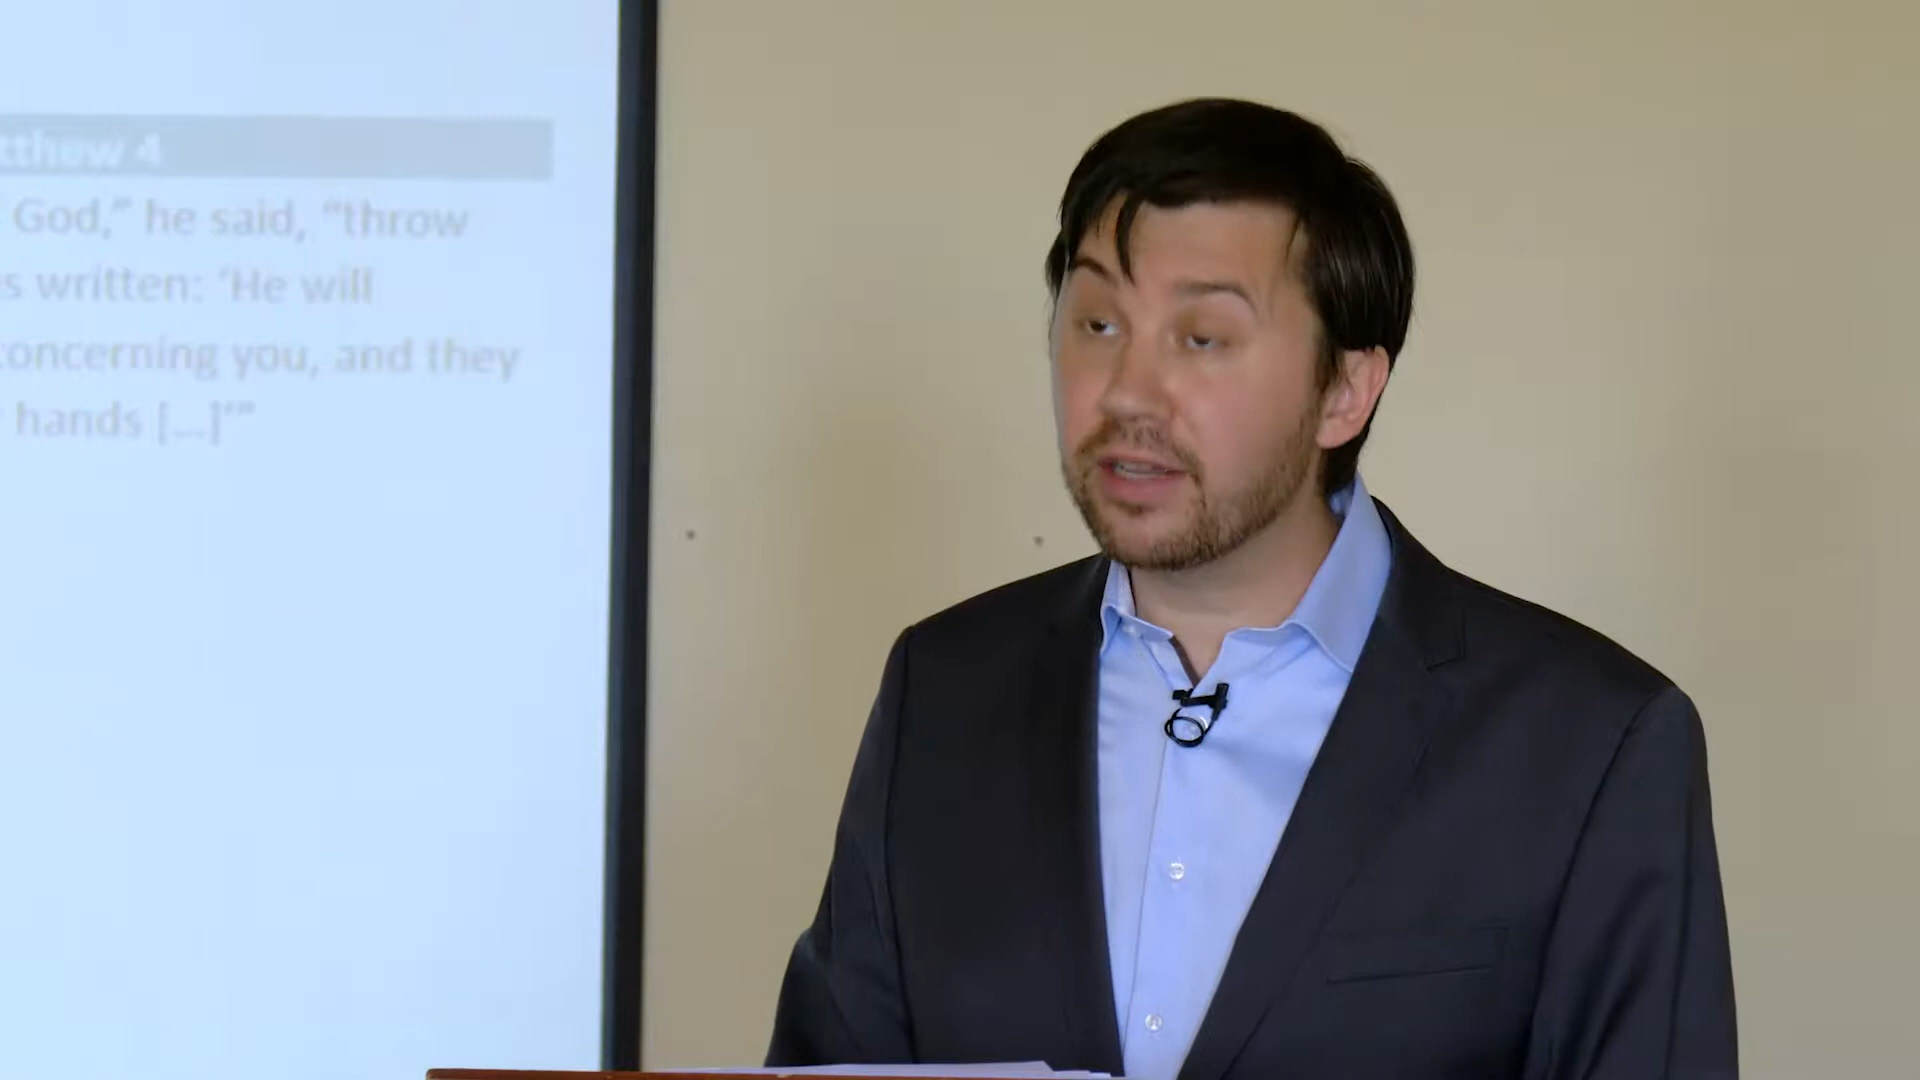 tthew 4
God,” he said, “throw
s written: ‘He will
concerning you, and they
hands [...]’”